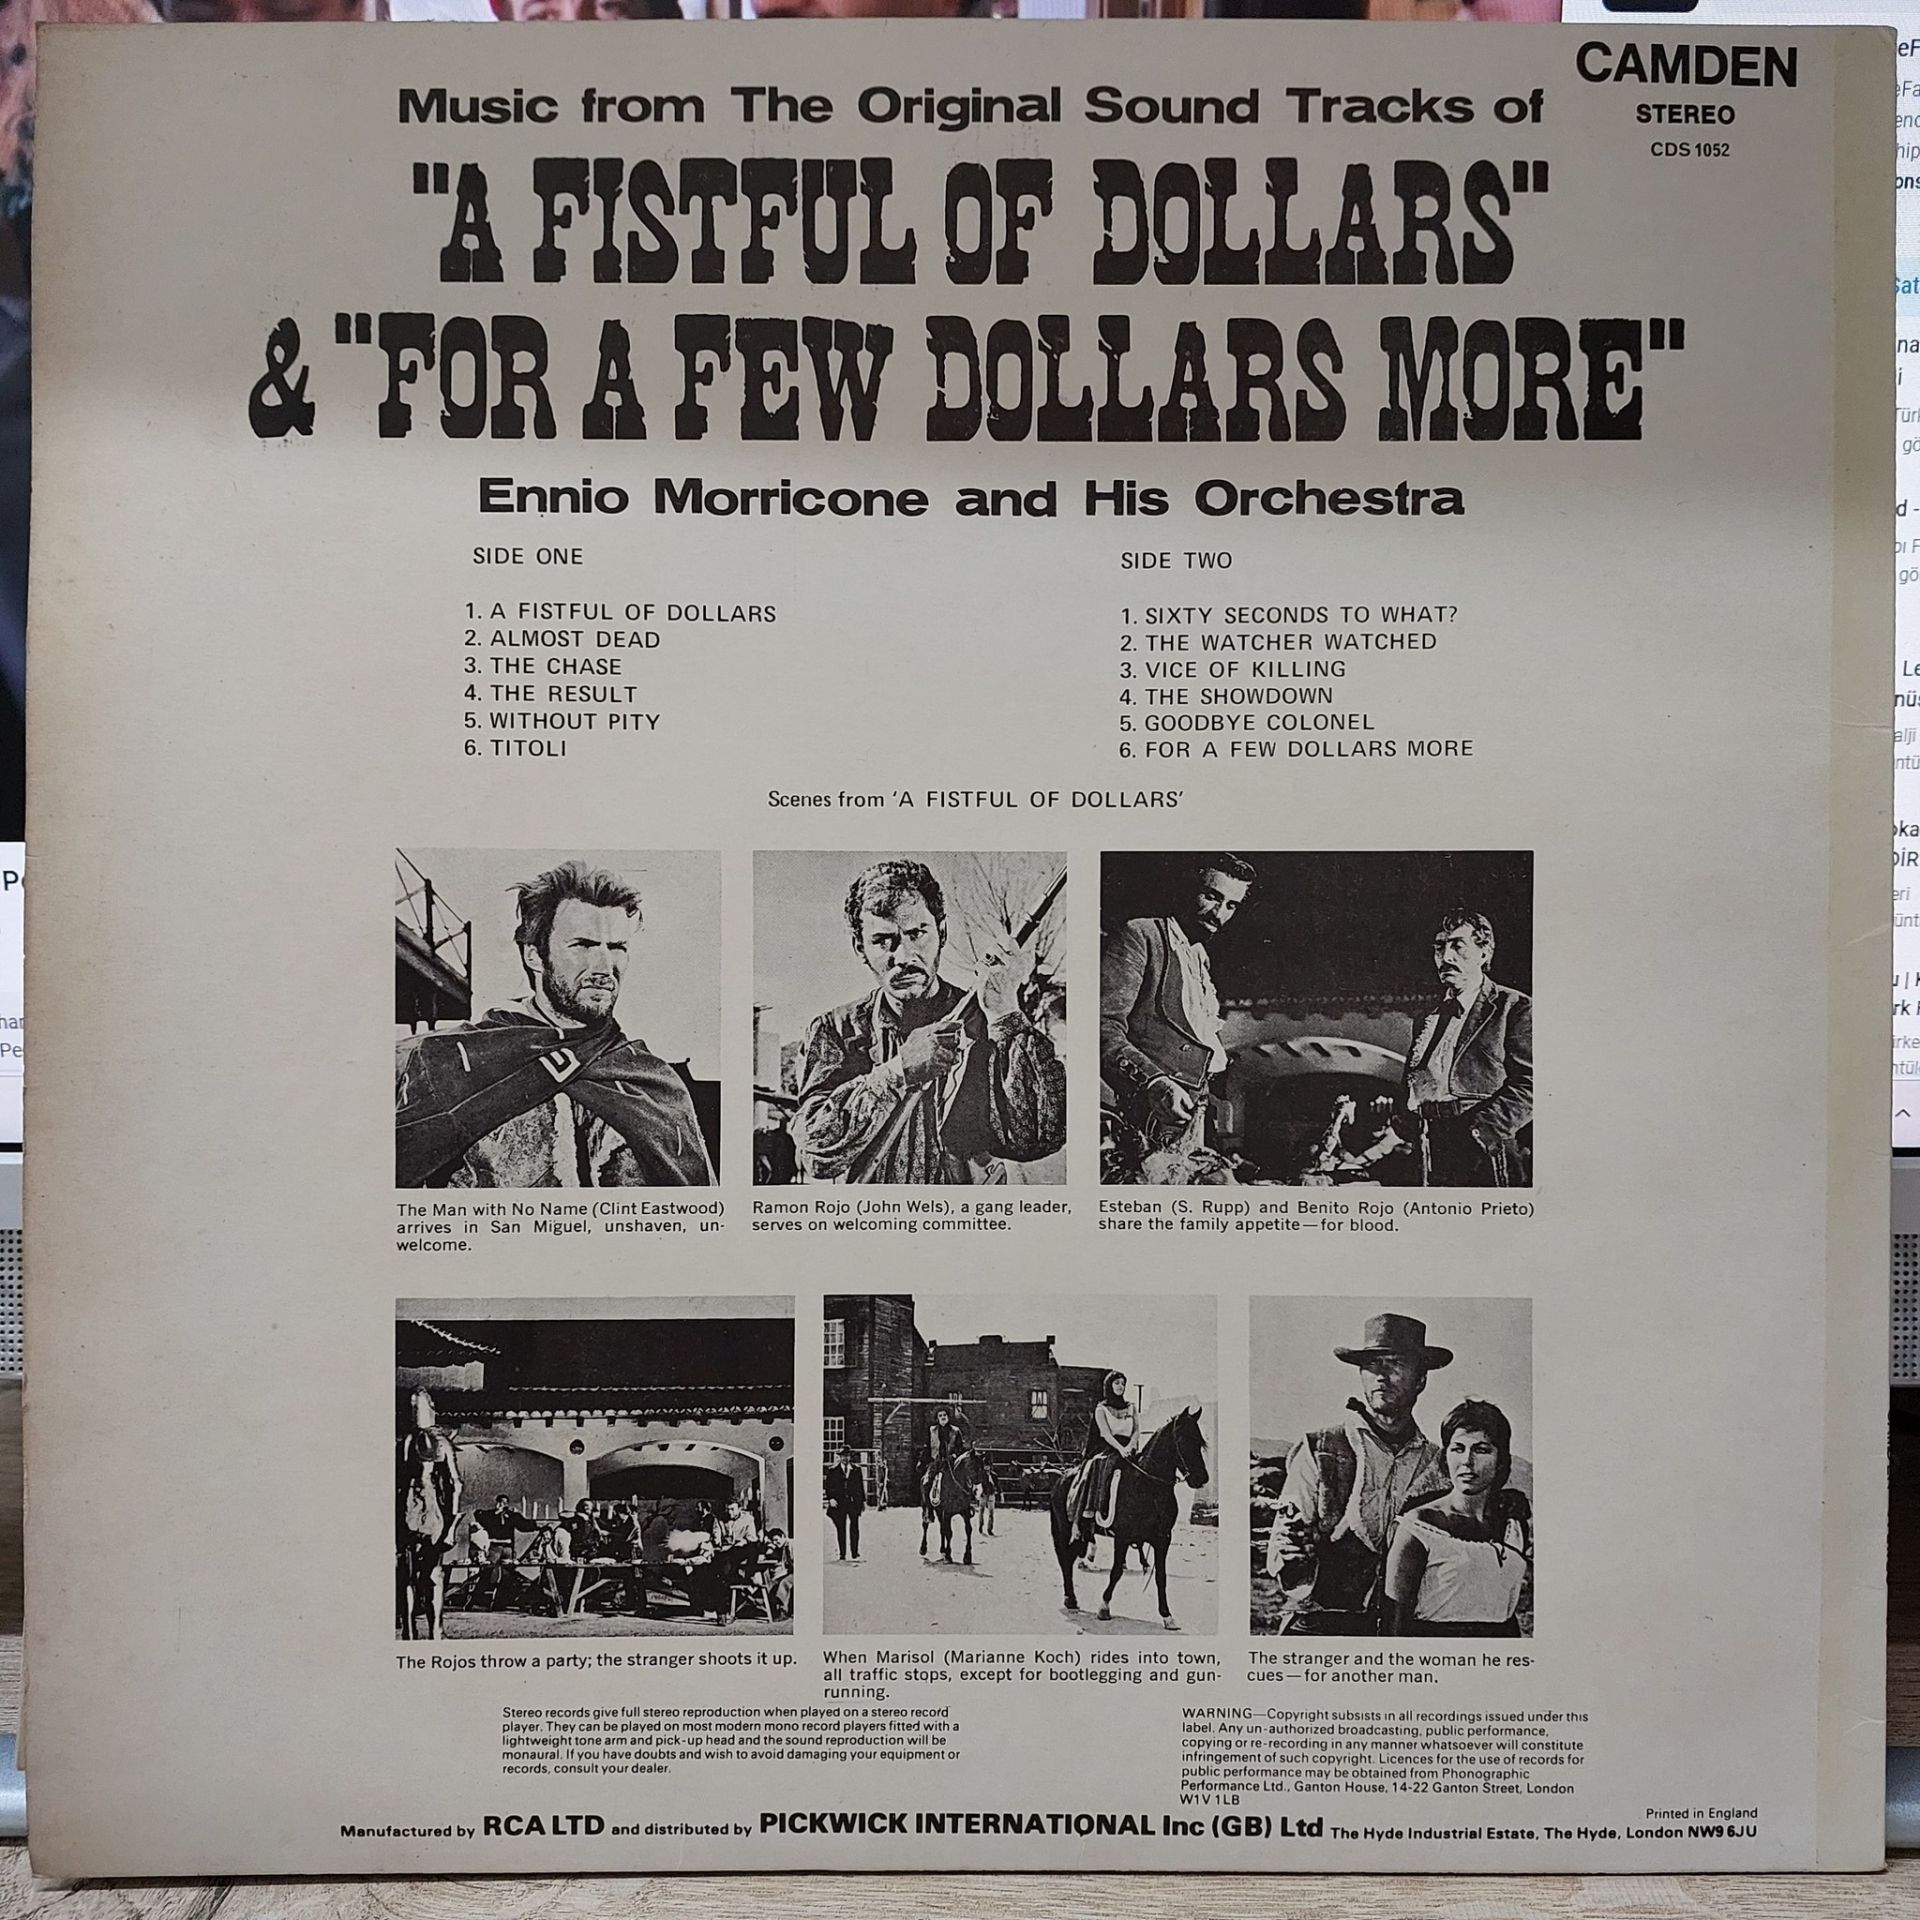 CAMDEN
STEREO
CDS 1052
Music from The Original Sound Tracks of
"A FISTFUL OF DOLLARS"
& "FOR A FEW DOLLARS MORE"
Ennio Morricone and His Orchestra
SIDE ONE
1. A FISTFUL OF DOLLARS
2. ALMOST DEAD
3. THE CHASE
4. THE RESULT
5. WITHOUT PITY
6. TITOLI
SIDE TWO
1. SIXTY SECONDS TO WHAT?
2. THE WATCHER WATCHED
3. VICE OF KILLING
4. THE SHOWDOWN
5. GOODBYE COLONEL
6. FOR A FEW DOLLARS MORE
Scenes from 'A FISTFUL OF DOLLARS'
The Man with No Name (Clint Eastwood)
arrives in San Miguel, unshaven, un-
welcome.
Ramon Rojo (John Wels), a gang leader,
serves on welcoming committee.
Esteban (S. Rupp) and Benito Rojo (Antonio Prieto)
share the family appetite—for blood.
The Rojos throw a party; the stranger shoots it up.
When Marisol (Marianne Koch) rides into town,
all traffic stops, except for bootlegging and gun-
running.
The stranger and the woman he res-
cues—for another man.
Stereo records give full stereo reproduction when played on a stereo record
player. They can be played on most modern mono record players fitted with a
lightweight tone arm and pick-up head and the sound reproduction will be
monaural. If you have doubts and wish to avoid damaging your equipment or
records, consult your dealer.
WARNING—Copyright subsists in all recordings issued under this
label. Any un-authorized broadcasting, public performance,
copying or re-recording in any manner whatsoever will constitute
infringement of such copyright. Licences for the use of records for
public performance may be obtained from Phonographic
Performance Ltd., Ganton House, 14-22 Ganton Street, London
W1V 1LB
Printed in England
Manufactured by RCA LTD and distributed by PICKWICK INTERNATIONAL Inc (GB) Ltd The Hyde Industrial Estate, The Hyde, London NW9 6JU